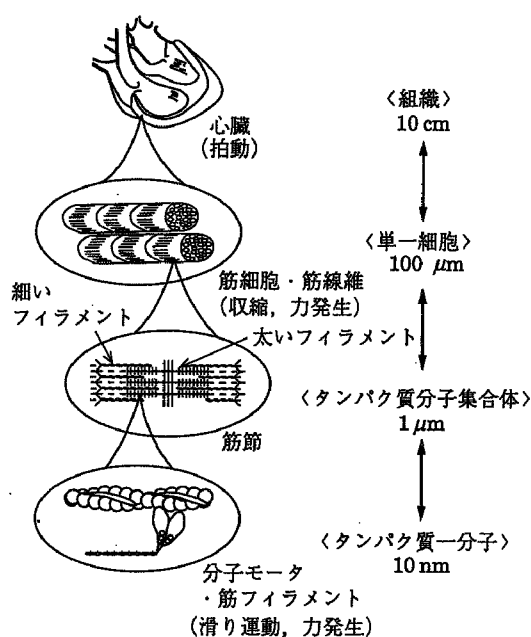 心臓
(拍動)
〈組織〉
10 cm
筋細胞・筋線維
(収縮，力発生)
〈単一細胞〉
100 μm
細い
フィラメント
太いフィラメント
筋節
〈タンパク質分子集合体〉
1 μm
分子モータ
・筋フィラメント
(滑り運動，力発生)
〈タンパク質一分子〉
10 nm